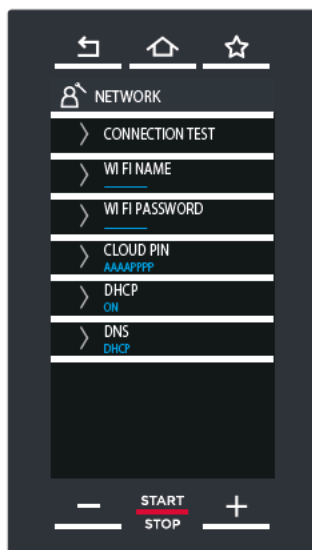 NETWORK
CONNECTION TEST
WI FI NAME
WI FI PASSWORD
CLOUD PIN
AAAAPPPP
DHCP
ON
DNS
DHCP
START
STOP